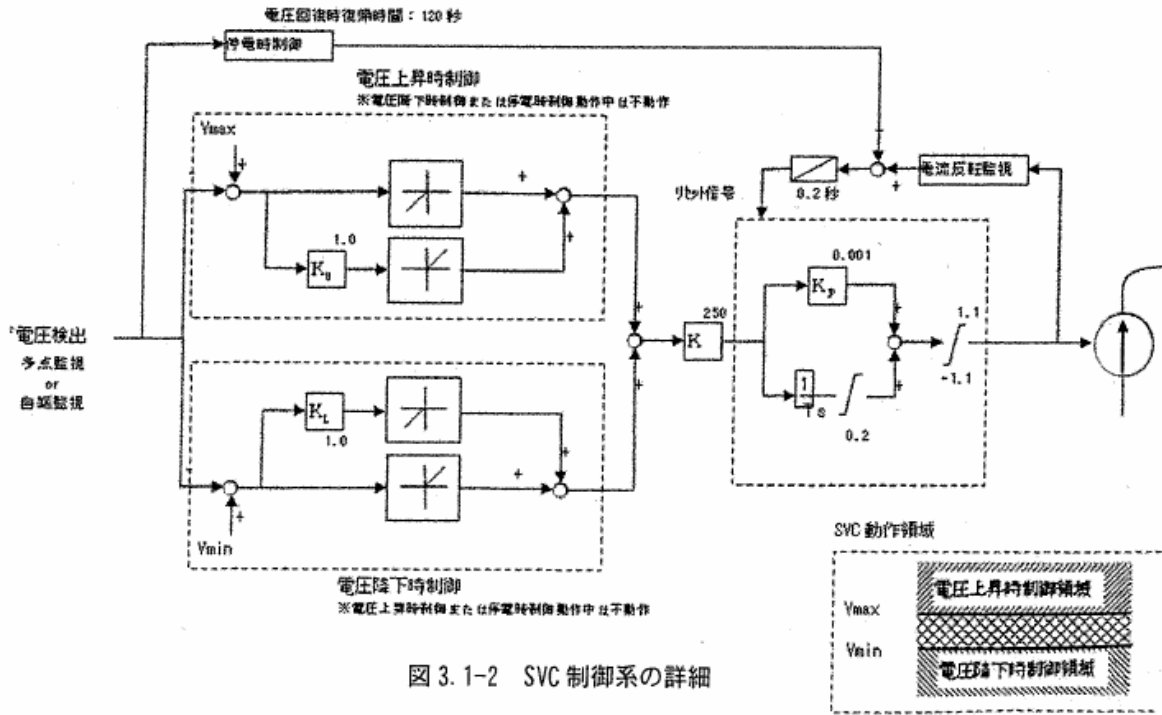 電圧回復時復帰時間：120秒
停電時制御
電圧上昇時制御
※電圧降下時制御または停電時制御動作中は不動作
Vmax
+
-
+
+
1.0
Ku
リセット信号
0.2秒
-
+
電流反転監視
電圧検出
多点監視
or
自端監視
+
+
250
K
0.001
Kp
+
+
1
Ts
0.2
1.1
-1.1
KL
1.0
+
+
-
+
Vmin
電圧降下時制御
※電圧上昇時制御または停電時制御動作中は不動作
SVC 動作領域
電圧上昇時制御領域
Vmax
Vmin
電圧降下時制御領域
図 3.1-2 SVC 制御系の詳細